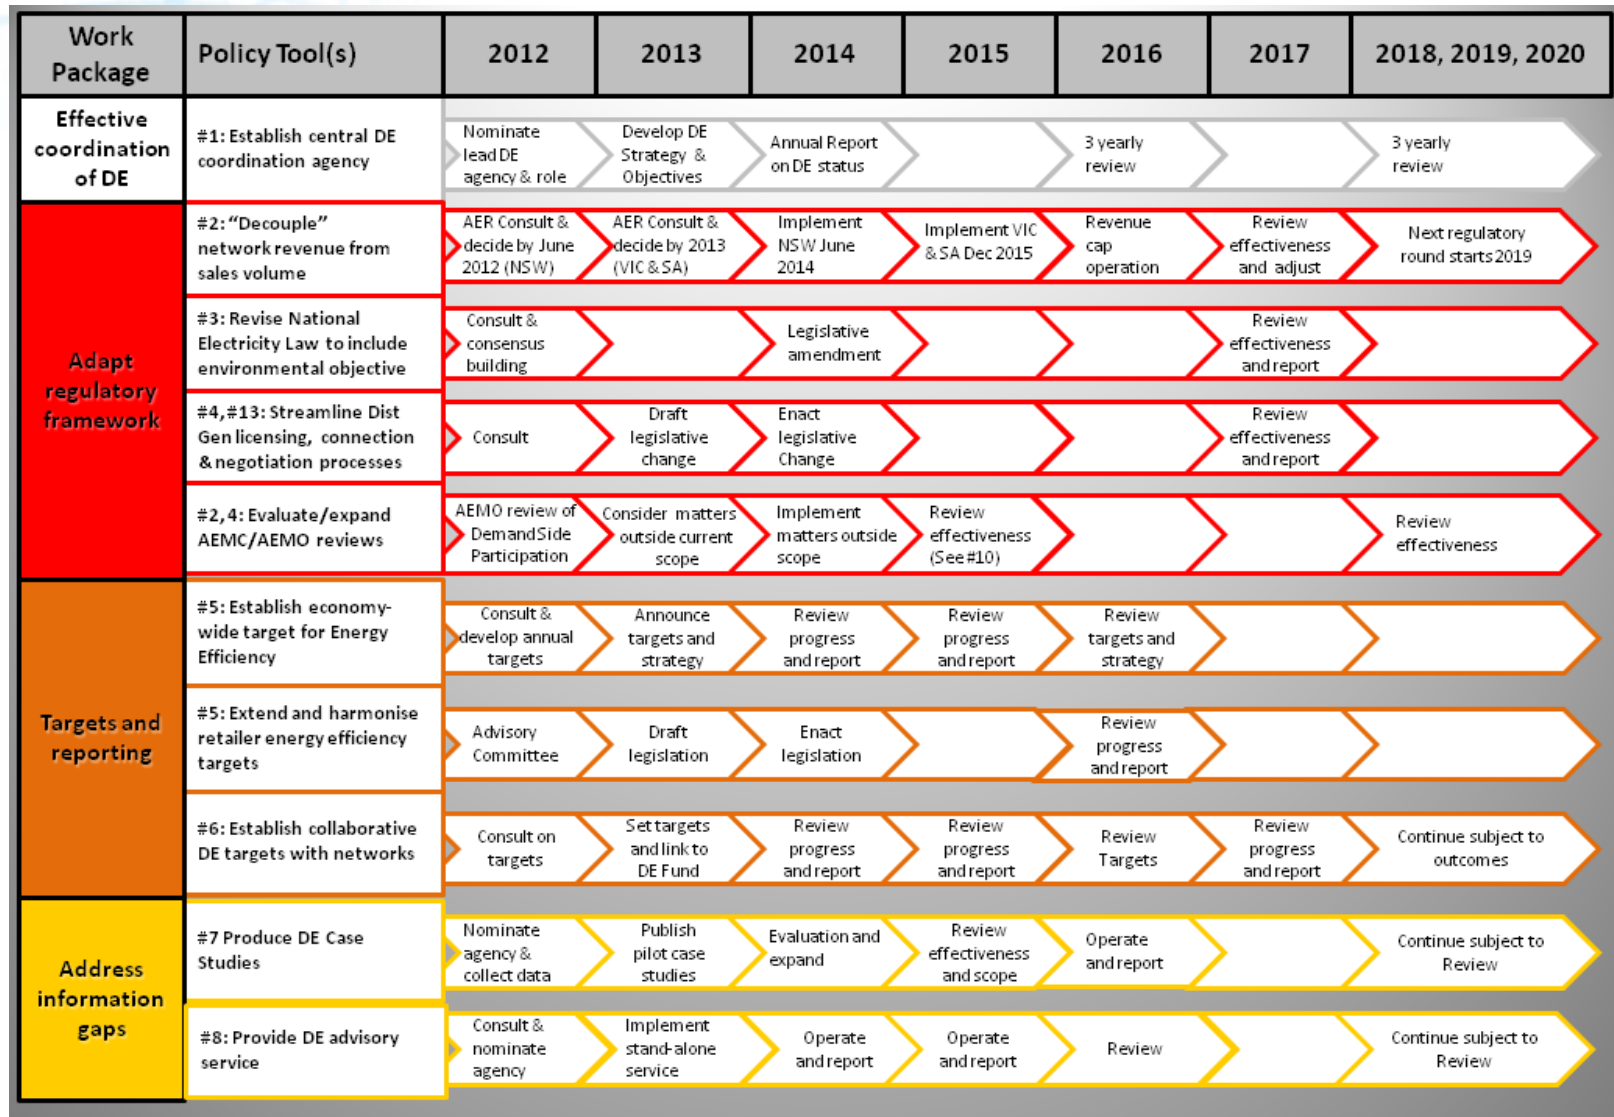 Work
Package
Policy Tool(s)
2012
2013
2014
2015
2016
2017
2018, 2019, 2020
Effective
coordination
of DE
#1: Establish central DE
coordination agency
Nominate
lead DE
agency & role
Develop DE
Strategy &
Objectives
Annual Report
on DE status
3 yearly
review
3 yearly
review
Adapt
regulatory
framework
#2: “Decouple”
network revenue from
sales volume
AER Consult &
decide by June
2012 (NSW)
AER Consult &
decide by 2013
(VIC & SA)
Implement
NSW June
2014
Implement VIC
& SA Dec 2015
Revenue
cap
operation
Review
effectiveness
and adjust
Next regulatory
round starts 2019
#3: Revise National
Electricity Law to include
environmental objective
Consult &
consensus
building
Legislative
amendment
Review
effectiveness
and report
#4,#13: Streamline Dist
Gen licensing, connection
& negotiation processes
Consult
Draft
legislative
change
Enact
legislative
Change
Review
effectiveness
and report
#2,4: Evaluate/expand
AEMC/AEMO reviews
AEMO review of
Demand Side
Participation
Consider matters
outside current
scope
Implement
matters outside
scope
Review
effectiveness
(See #10)
Review
effectiveness
Targets and
reporting
#5: Establish economy-
wide target for Energy
Efficiency
Consult &
develop annual
targets
Announce
targets and
strategy
Review
progress
and report
Review
progress
and report
Review
targets and
strategy
#5: Extend and harmonise
retailer energy efficiency
targets
Advisory
Committee
Draft
legislation
Enact
legislation
Review
progress
and report
#6: Establish collaborative
DE targets with networks
Consult on
targets
Set targets
and link to
DE Fund
Review
progress
and report
Review
progress
and report
Review
Targets
Review
progress
and report
Continue subject to
outcomes
Address
information
gaps
#7 Produce DE Case
Studies
Nominate
agency &
collect data
Publish
pilot case
studies
Evaluation and
expand
Review
effectiveness
and scope
Operate
and report
Continue subject to
Review
#8: Provide DE advisory
service
Consult &
nominate
agency
Implement
stand-alone
service
Operate
and report
Operate
and report
Review
Continue subject to
Review